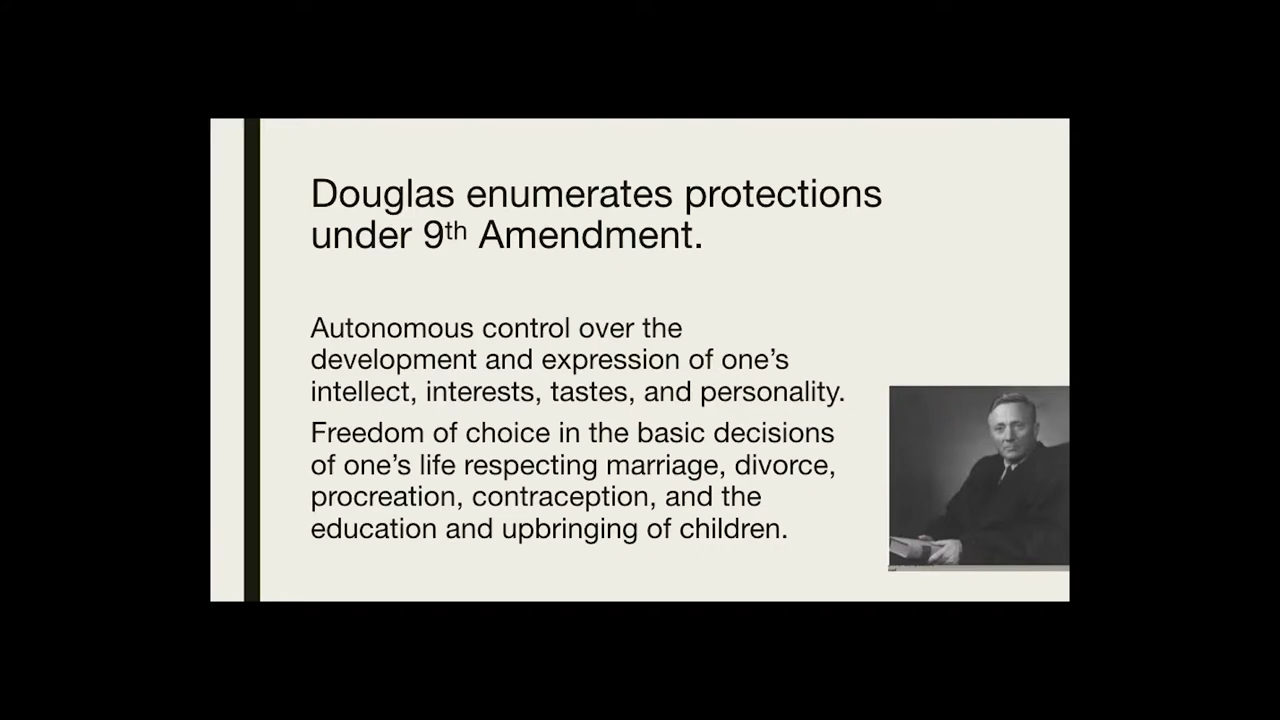 Douglas enumerates protections
under 9th Amendment.
Autonomous control over the
development and expression of one’s
intellect, interests, tastes, and personality.
Freedom of choice in the basic decisions
of one’s life respecting marriage, divorce,
procreation, contraception, and the
education and upbringing of children.